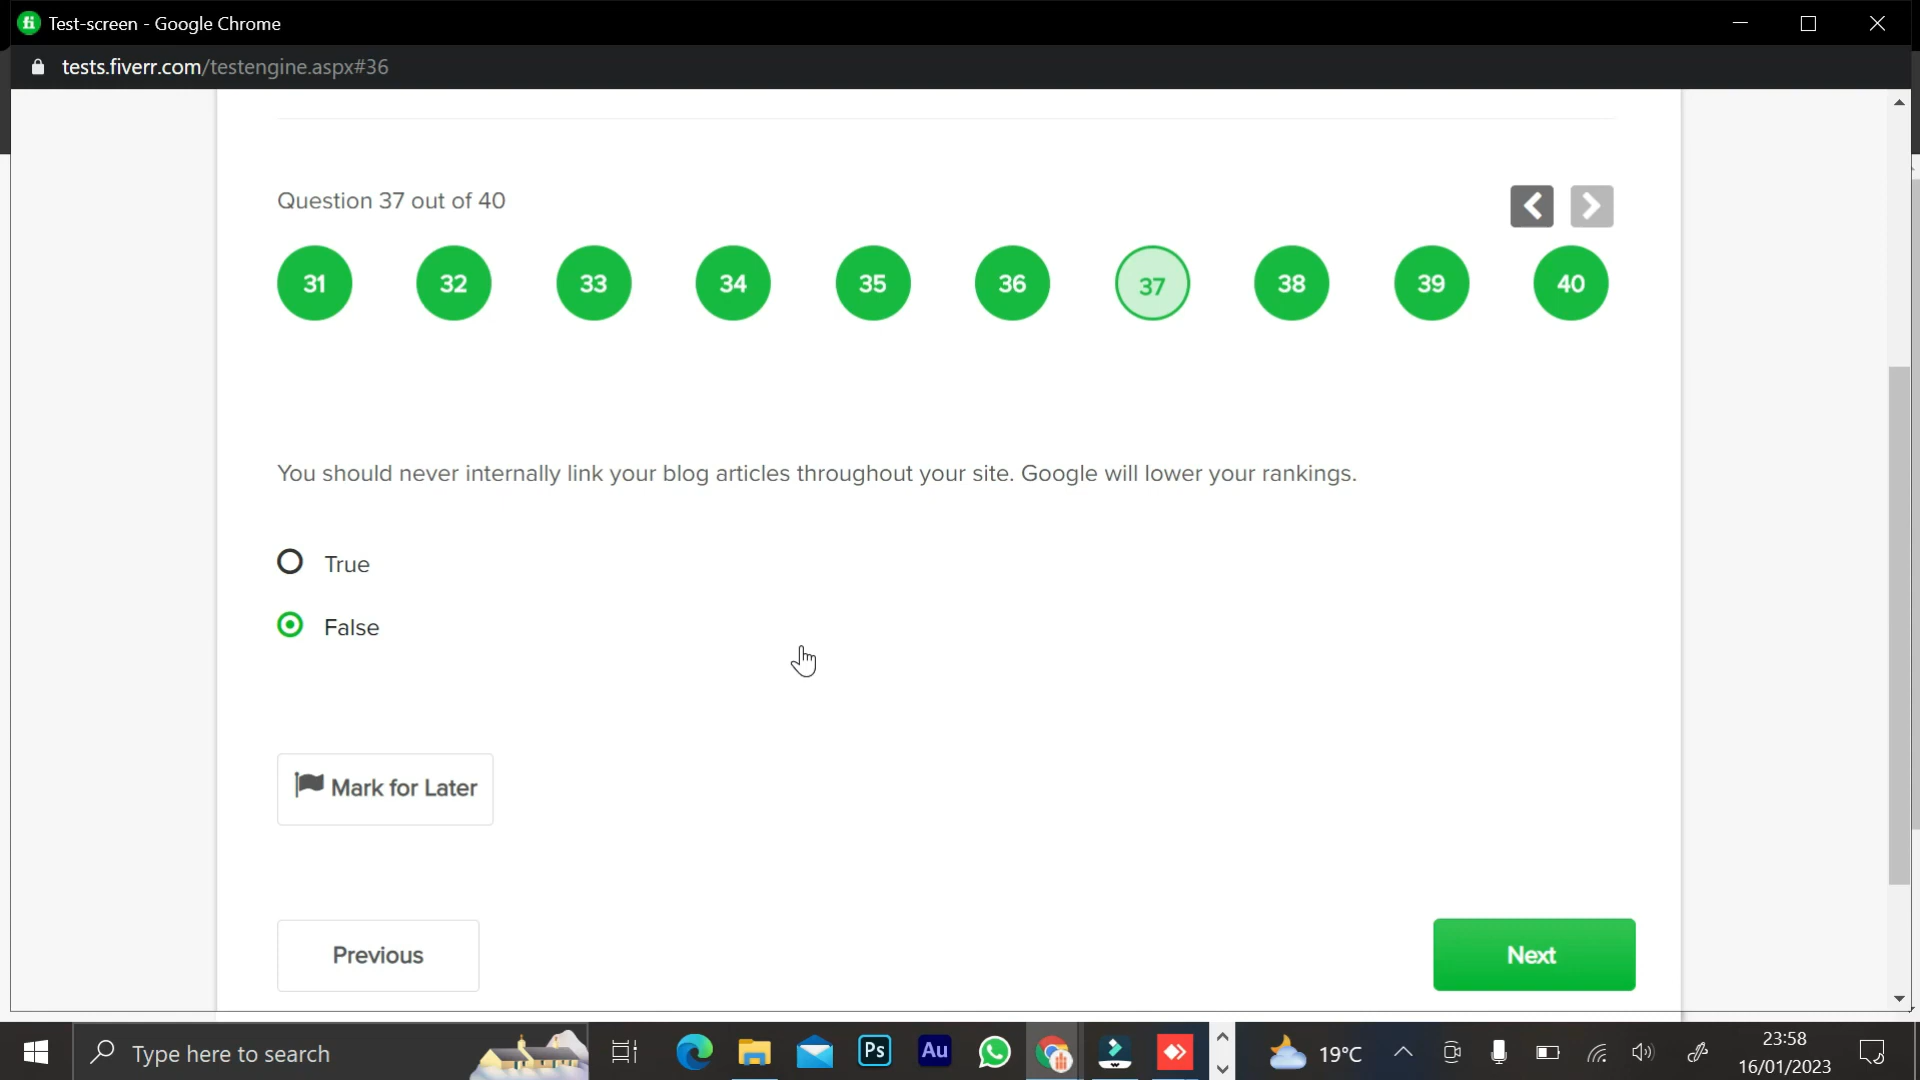 fi Test-screen - Google Chrome
tests.fiverr.com/testengine.aspx#36
Question 37 out of 40
31 32 33 34 35 36 37 38 39 40
You should never internally link your blog articles throughout your site. Google will lower your rankings.
True
False
Mark for Later
Previous
Next
Type here to search
Ps
Au
19°C
23:58
16/01/2023